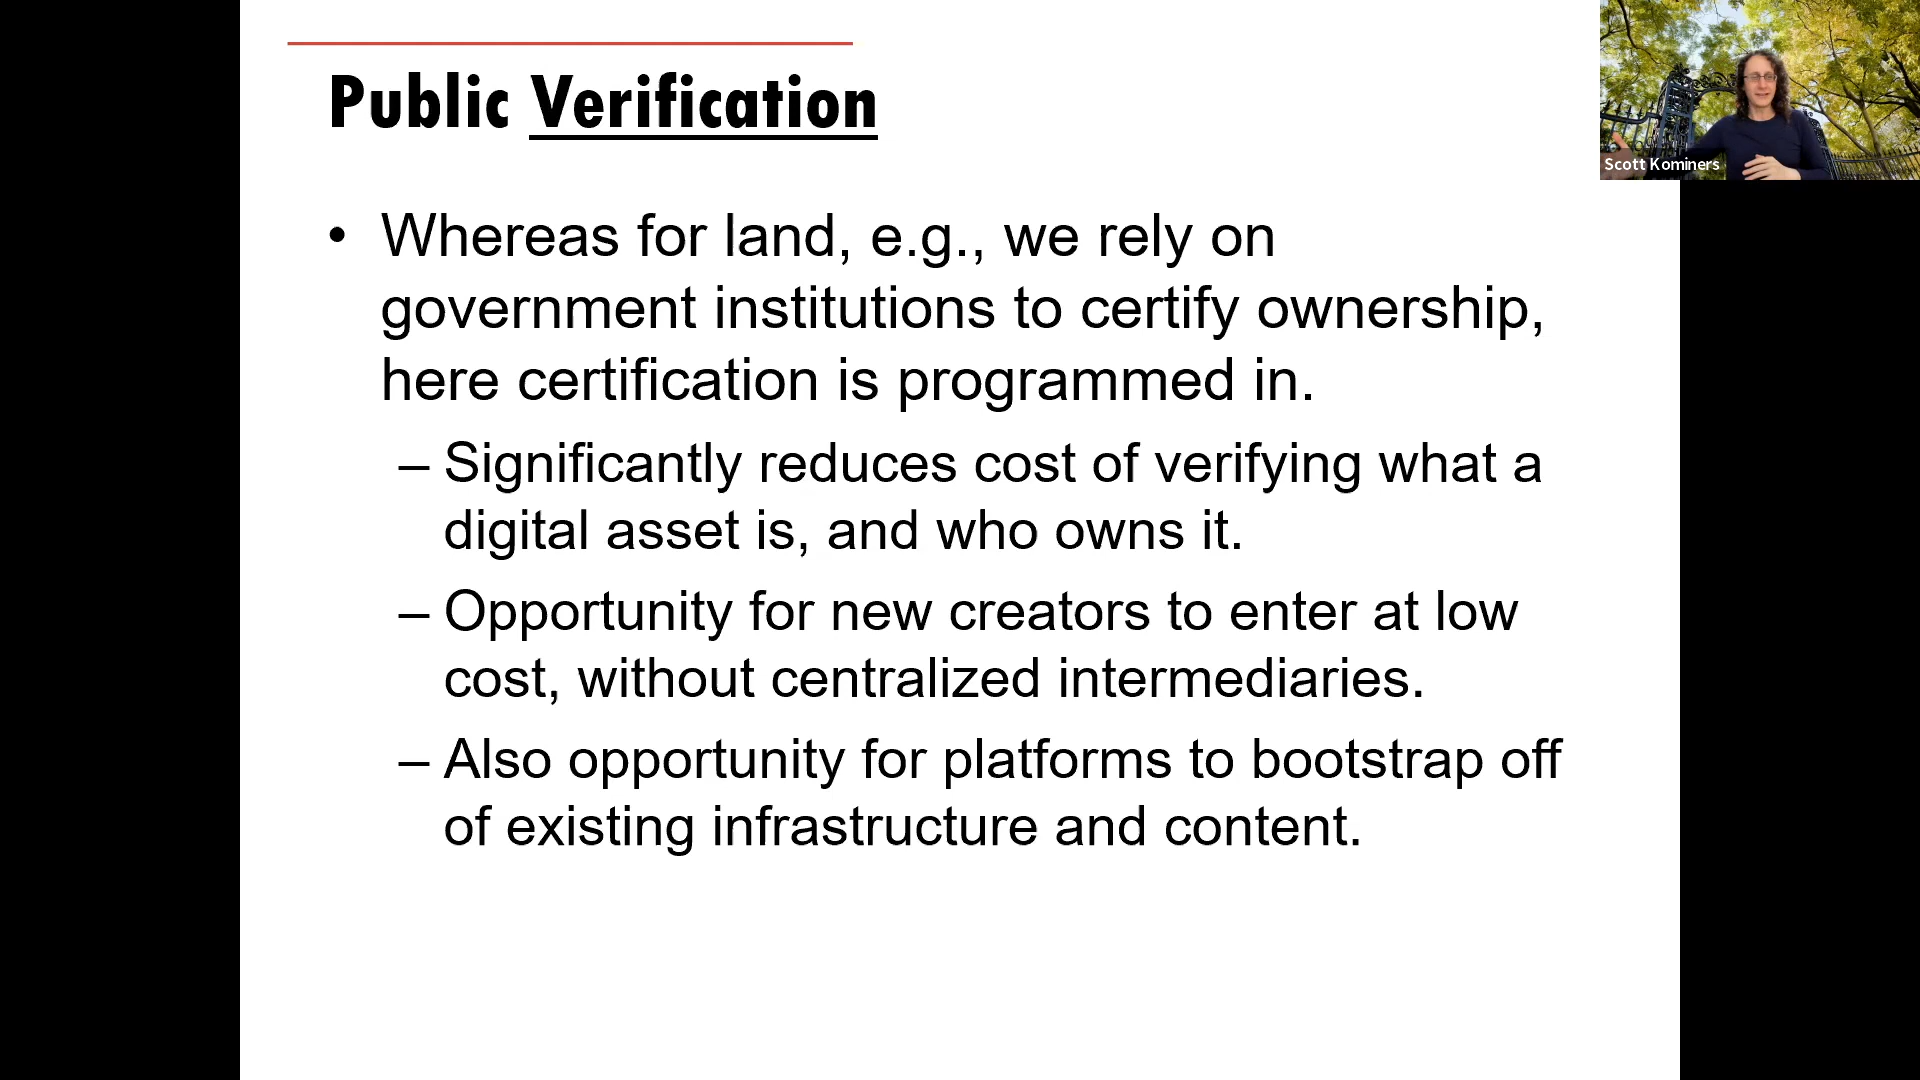 Public Verification
• Whereas for land, e.g., we rely on
government institutions to certify ownership,
here certification is programmed in.
– Significantly reduces cost of verifying what a
digital asset is, and who owns it.
– Opportunity for new creators to enter at low
cost, without centralized intermediaries.
– Also opportunity for platforms to bootstrap off
of existing infrastructure and content.
Scott Kominers